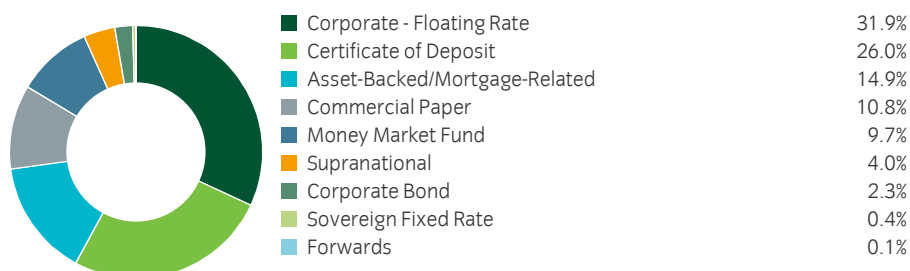 Corporate - Floating Rate 31.9%
Certificate of Deposit 26.0%
Asset-Backed/Mortgage-Related 14.9%
Commercial Paper 10.8%
Money Market Fund 9.7%
Supranational 4.0%
Corporate Bond 2.3%
Sovereign Fixed Rate 0.4%
Forwards 0.1%